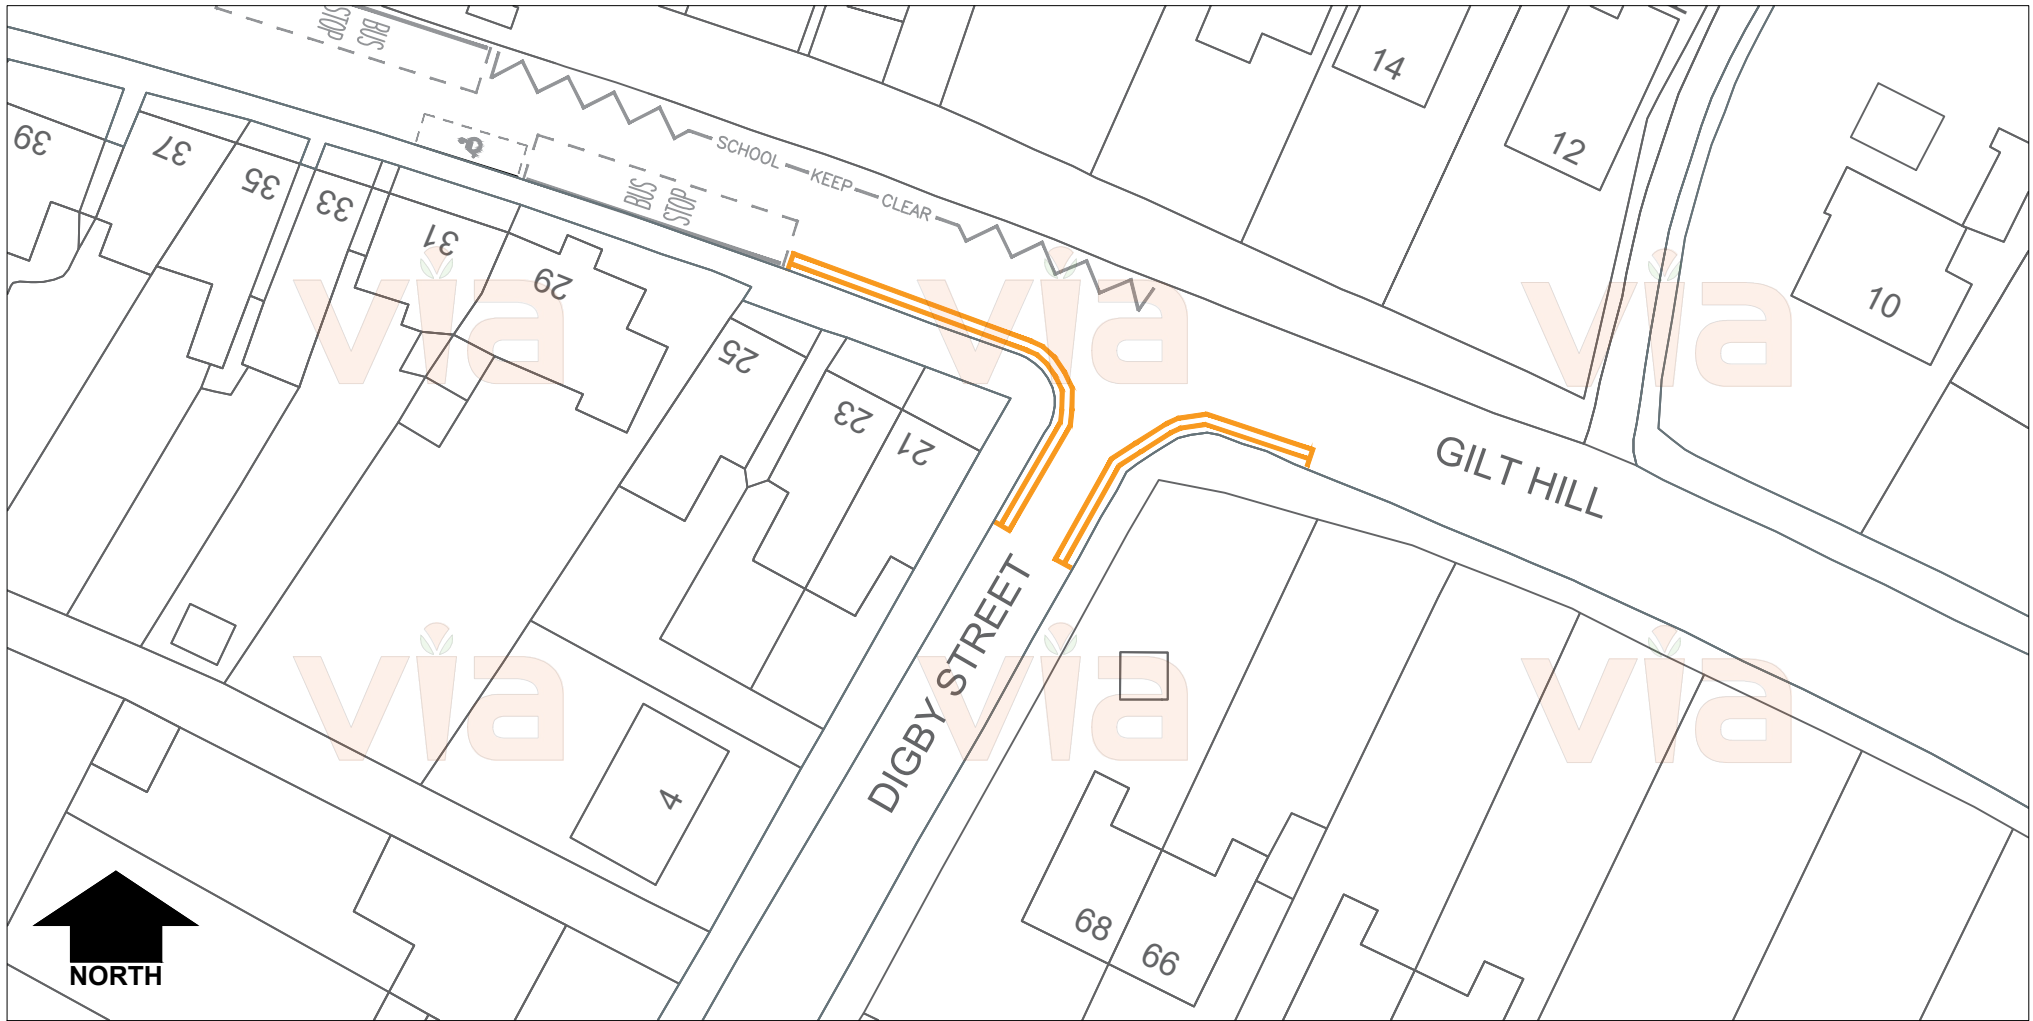 BUS
STOP
14
12
39
37
35
33
31
29
SCHOOL KEEP CLEAR
BUS
STOP
10
25
23
21
GILT HILL
DIGBY STREET
4
68
66
NORTH
via
via
via
via
via
via